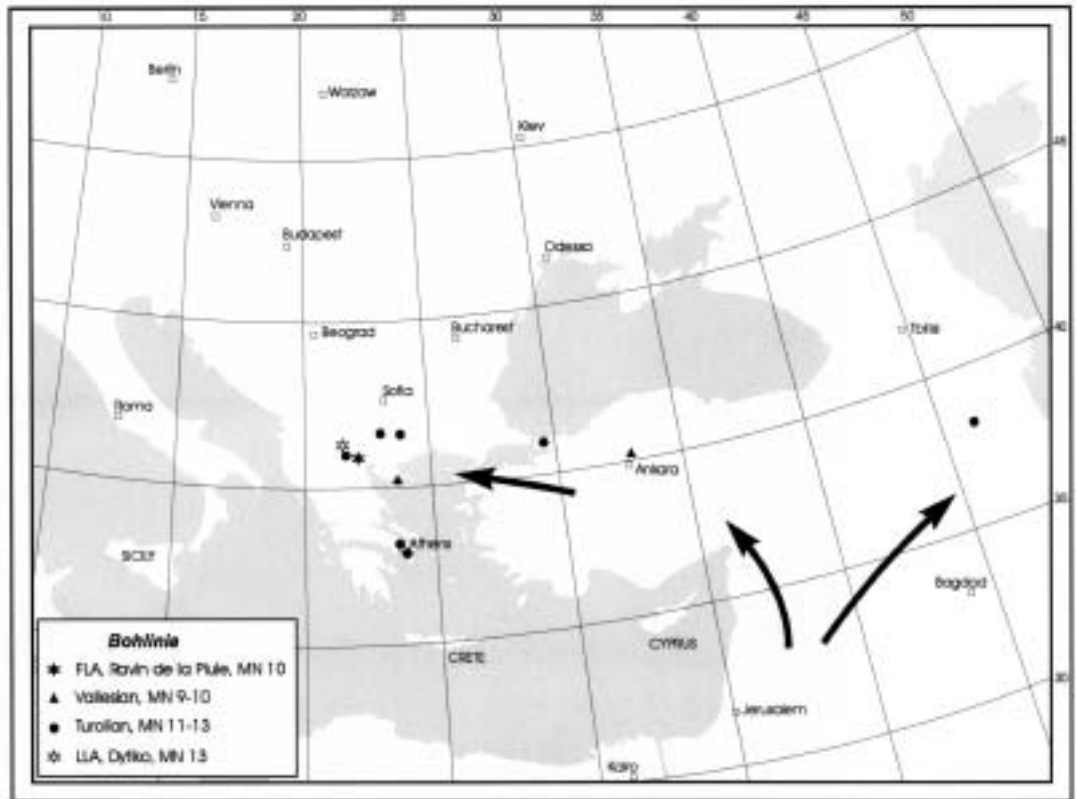 10 15 20 25 30 35 40 45 50
Berlin
Warzaw
Kiev
45
Vienna
Budapest
Odessa
Beograd
Bucharest
Tbilisi
40
Roma
Sofia
Ankara
Athens
35
SICILY
Bagdad
CRETE
CYPRUS
30
Jerusalem
Kairo
Bohlinia
FLA, Ravin de la Pluie, MN 10
Vallesian, MN 9-10
Turolian, MN 11-13
LLA, Dytiko, MN 13